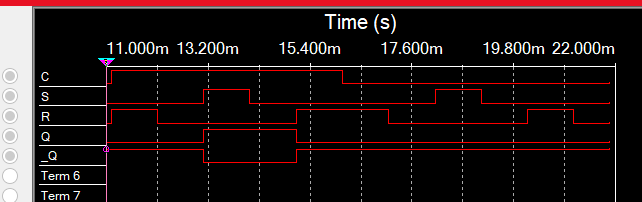 Time (s)
11.000m 13.200m 15.400m 17.600m 19.800m 22.000m
C
S
R
Q
_Q
Term 6
Term 7